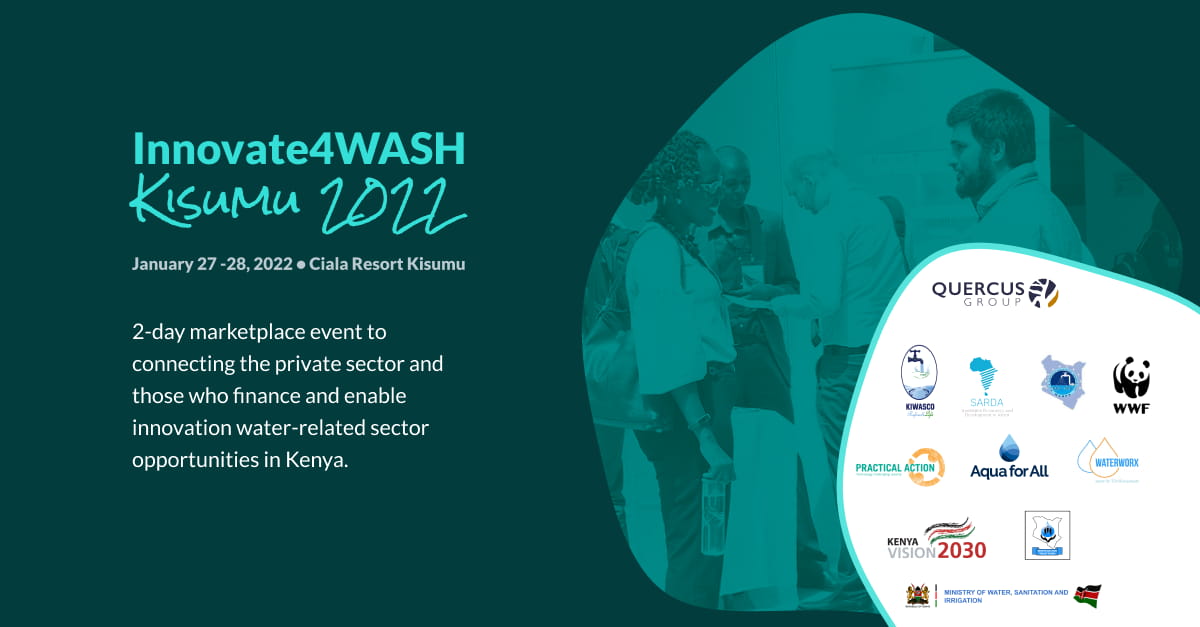 Innovate4WASH
Kisumu 2022
January 27 -28, 2022 • Ciala Resort Kisumu
2-day marketplace event to
connecting the private sector and
those who finance and enable
innovation water-related sector
opportunities in Kenya.
QUERCUS
GROUP
KIWASCO
SARDA
WWF
PRACTICAL ACTION
Aqua for All
WATERWORX
KENYA
VISION 2030
MINISTRY OF WATER, SANITATION AND
IRRIGATION